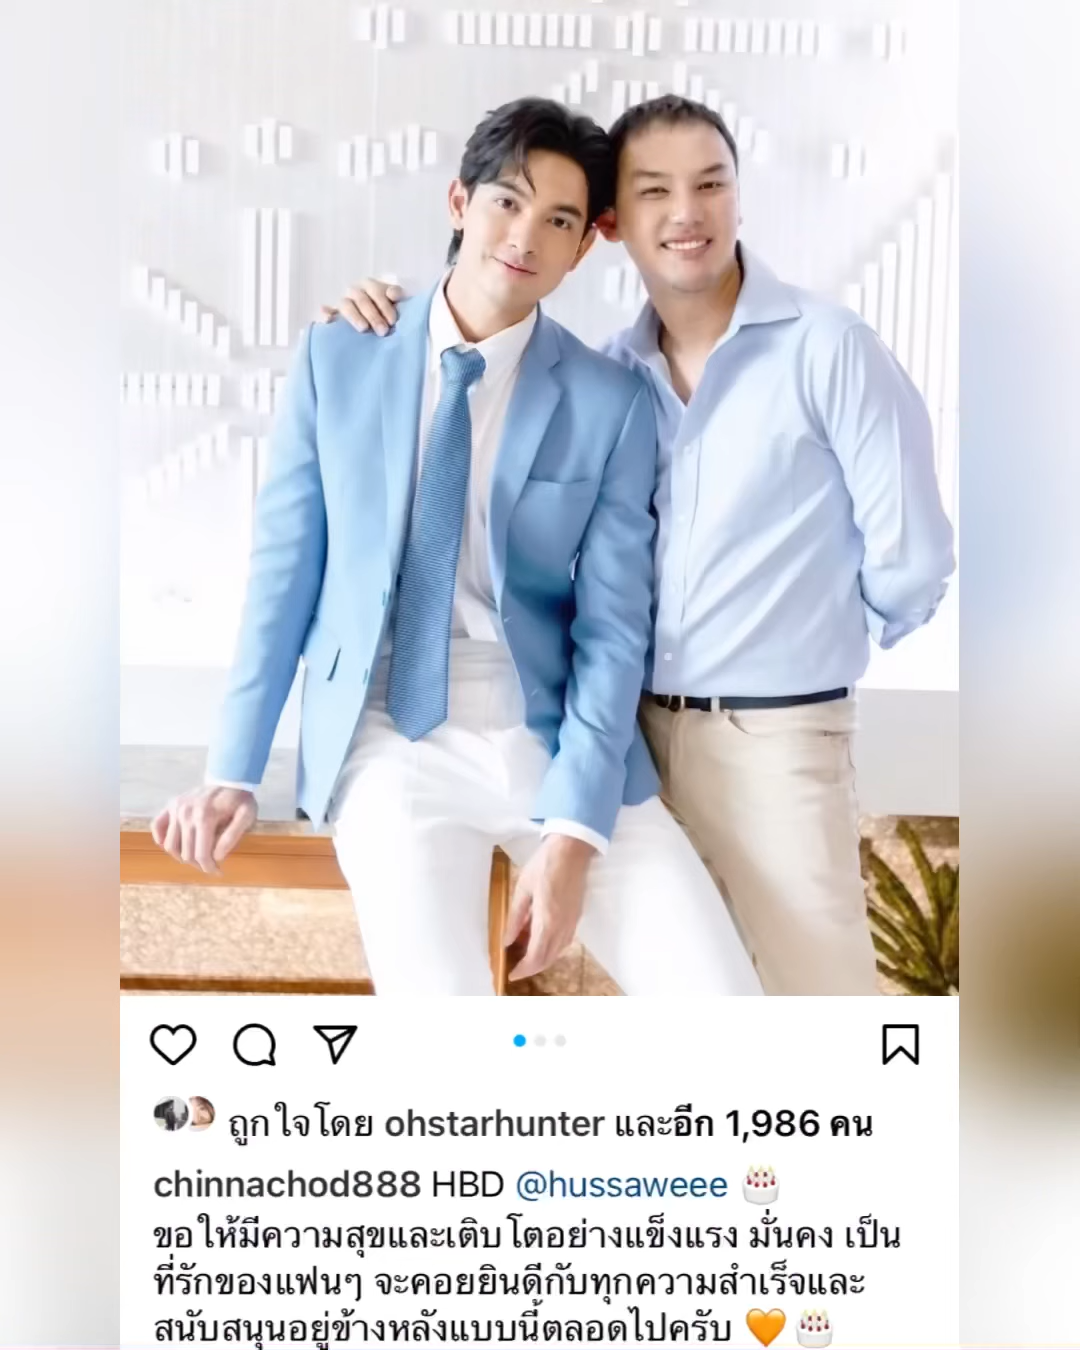 ถูกใจโดย ohstarhunter และอีก 1,986 คน
chinnachod888 HBD @hussaweee 🎂
ขอให้มีความสุขและเติบโตอย่างแข็งแรง มั่นคง เป็น
ที่รักของแฟนๆ จะคอยยินดีกับทุกความสำเร็จและ
สนับสนุนอยู่ข้างหลังแบบนี้ตลอดไปครับ 🧡🎂